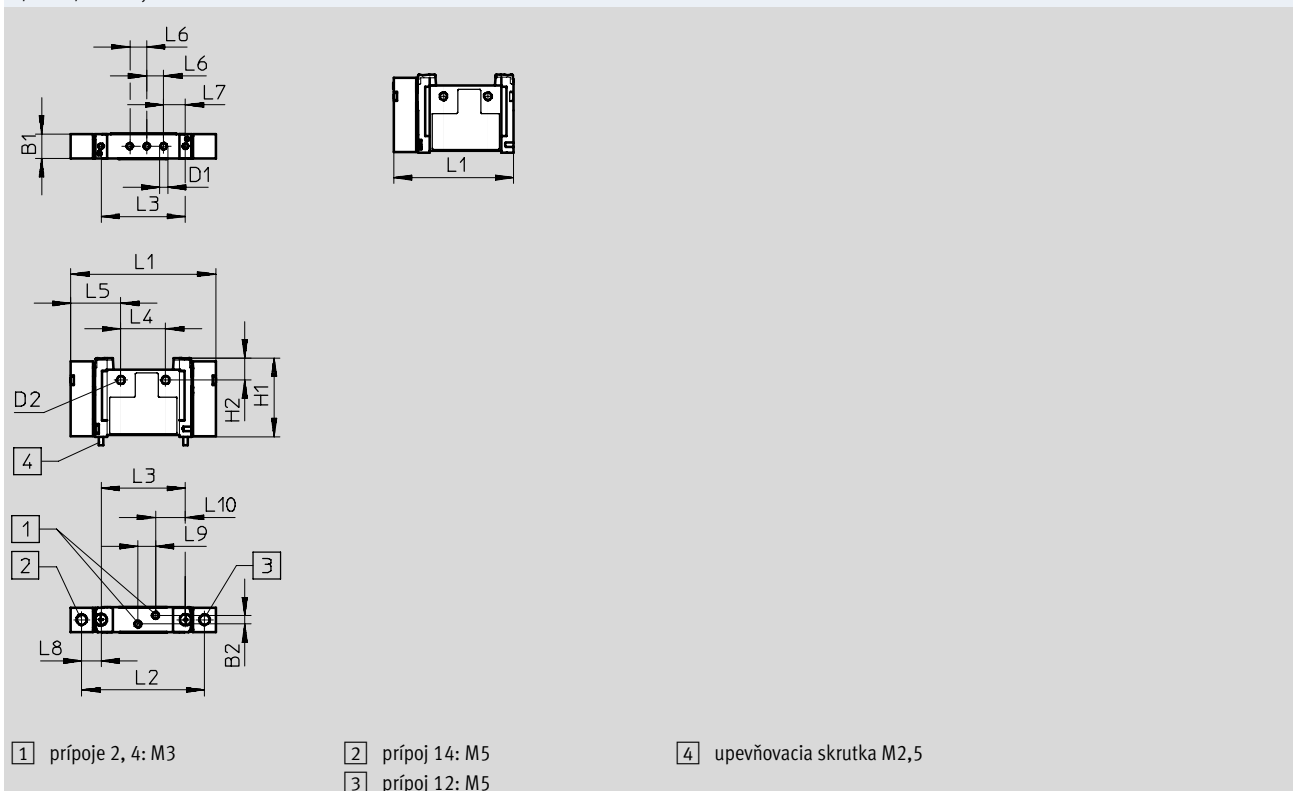 L6
L6
L7
B1
D1
L3
L1
L1
L5
L4
D2
H2
H1
4
L3
L10
1
L9
2
3
L8
B2
L2
1 prípoje 2, 4: M3
2 prípoj 14: M5
4 upevňovacia skrutka M2,5
3 prípoj 12: M5